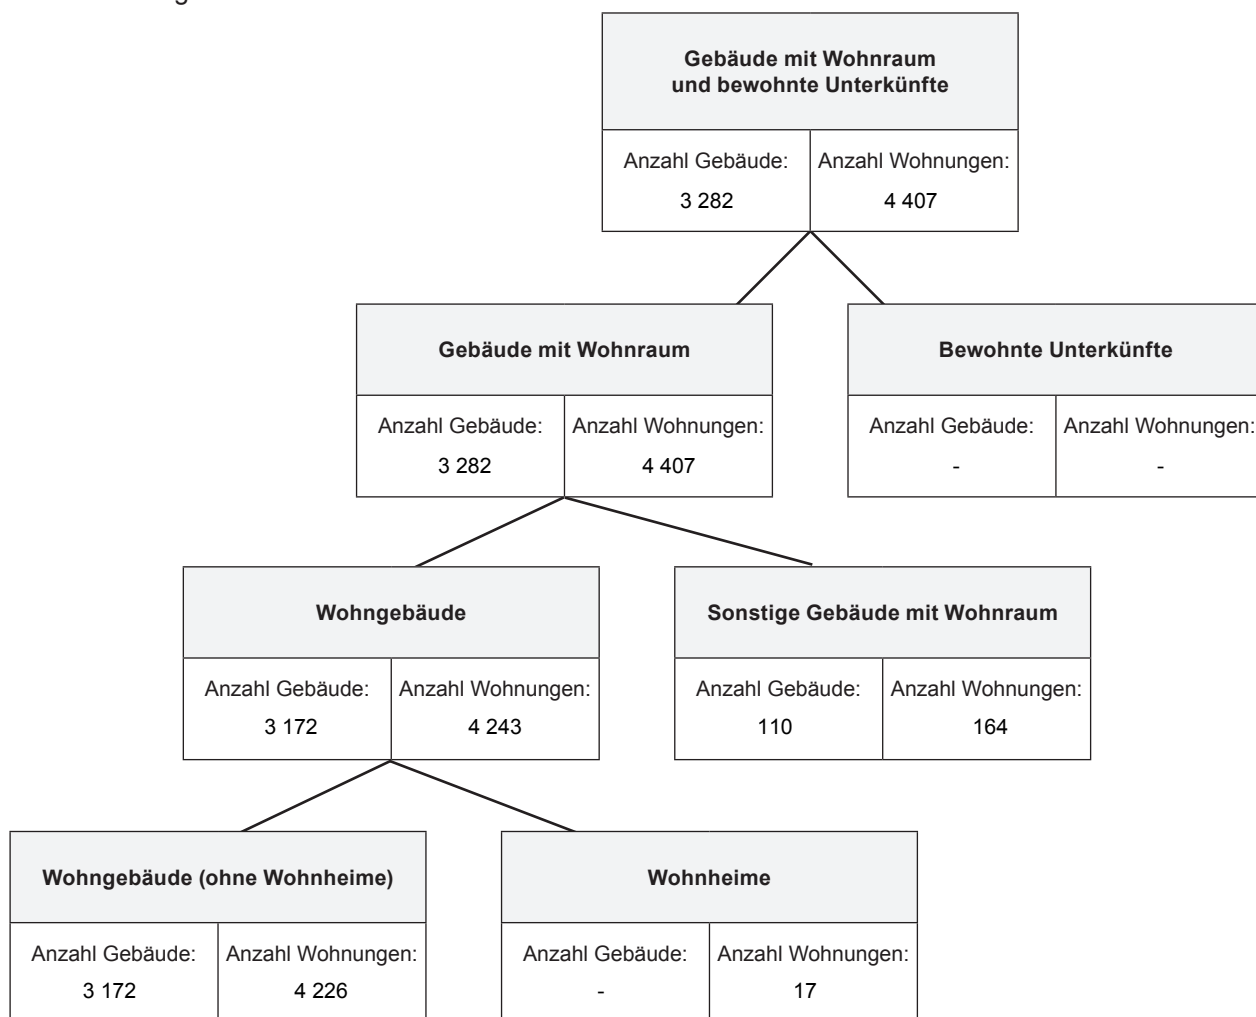 Gebäude mit Wohnraum
und bewohnte Unterkünfte
Anzahl Gebäude: Anzahl Wohnungen:
3 282 4 407
Gebäude mit Wohnraum Bewohnte Unterkünfte
Anzahl Gebäude: Anzahl Wohnungen: Anzahl Gebäude: Anzahl Wohnungen:
3 282 4 407 - -
Wohngebäude Sonstige Gebäude mit Wohnraum
Anzahl Gebäude: Anzahl Wohnungen: Anzahl Gebäude: Anzahl Wohnungen:
3 172 4 243 110 164
Wohngebäude (ohne Wohnheime) Wohnheime
Anzahl Gebäude: Anzahl Wohnungen: Anzahl Gebäude: Anzahl Wohnungen:
3 172 4 226 - 17